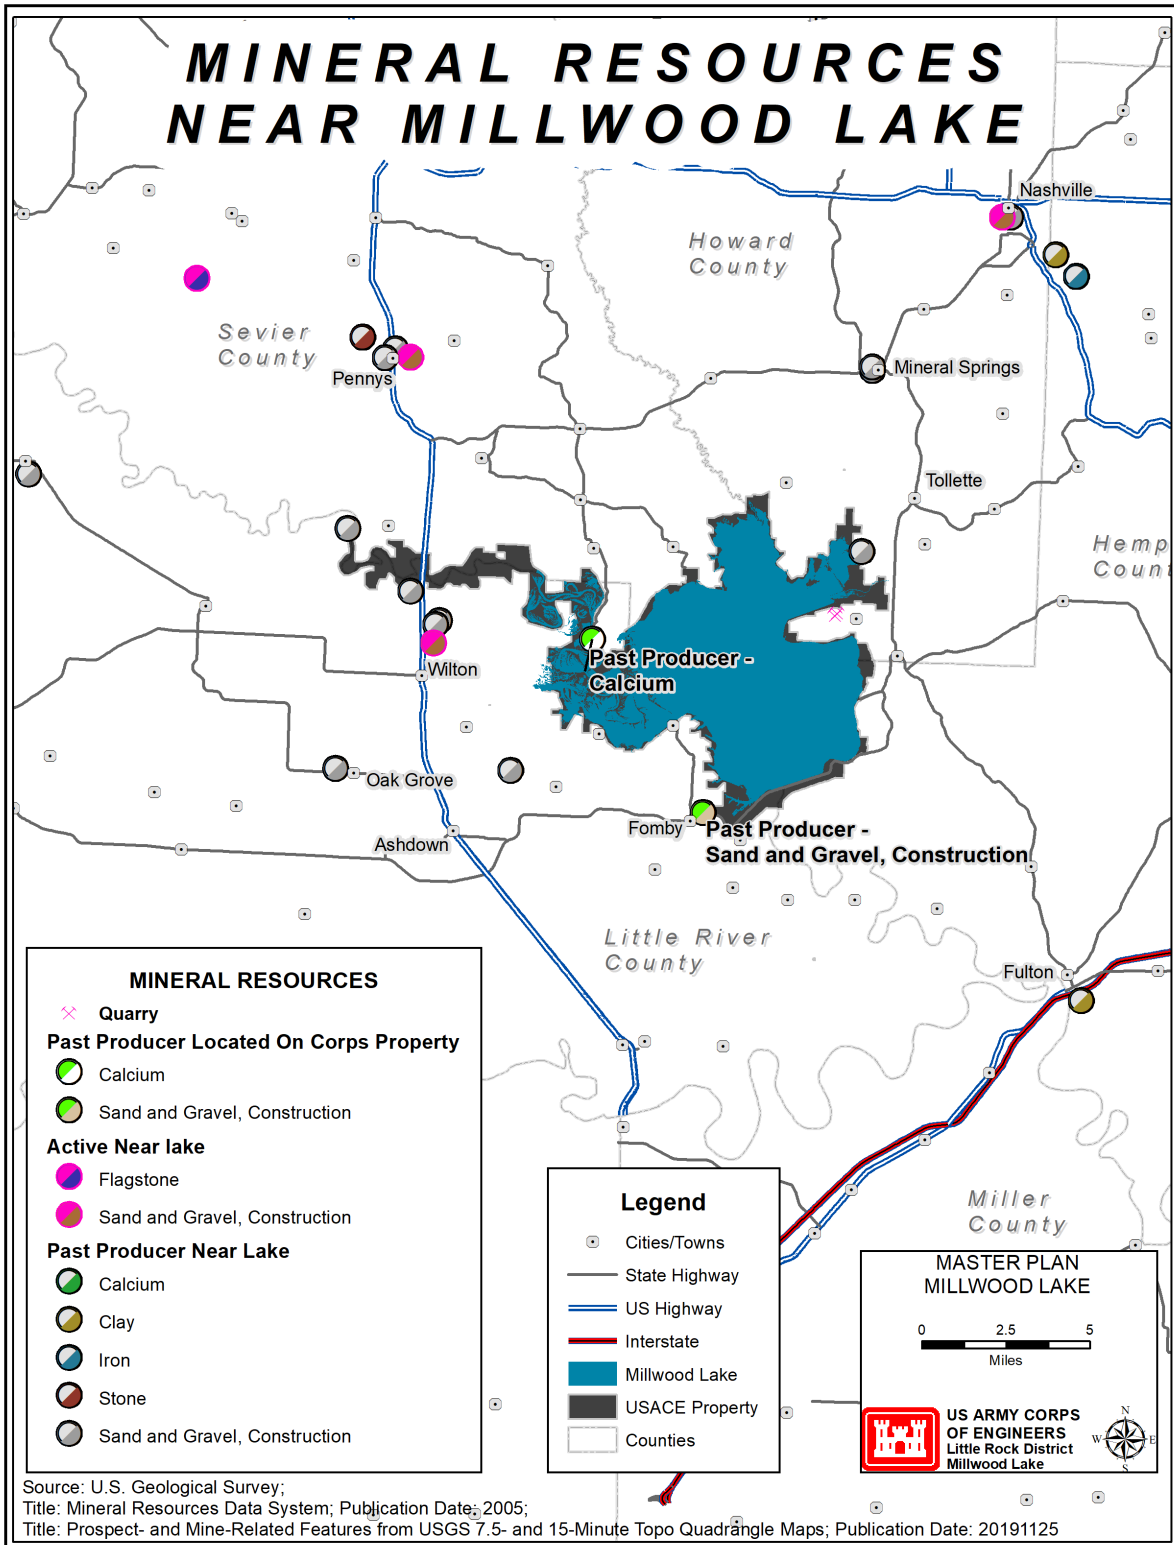 MINERAL RESOURCES
NEAR MILLWOOD LAKE
Nashville
Howard
County
Sevier
County
Pennys
Mineral Springs
Tollette
Hemp
Count
Past Producer -
Calcium
Wilton
Oak Grove
Ashdown
Fomby
Past Producer -
Sand and Gravel, Construction
Little River
County
Fulton
Miller
County
MINERAL RESOURCES
Quarry
Past Producer Located On Corps Property
Calcium
Sand and Gravel, Construction
Active Near lake
Flagstone
Sand and Gravel, Construction
Past Producer Near Lake
Calcium
Clay
Iron
Stone
Sand and Gravel, Construction
Legend
Cities/Towns
State Highway
US Highway
Interstate
Millwood Lake
USACE Property
Counties
MASTER PLAN
MILLWOOD LAKE
0 2.5 5
Miles
US ARMY CORPS
OF ENGINEERS
Little Rock District
Millwood Lake
N
W E
S
Source: U.S. Geological Survey;
Title: Mineral Resources Data System; Publication Date: 2005;
Title: Prospect- and Mine-Related Features from USGS 7.5- and 15-Minute Topo Quadrangle Maps; Publication Date: 20191125